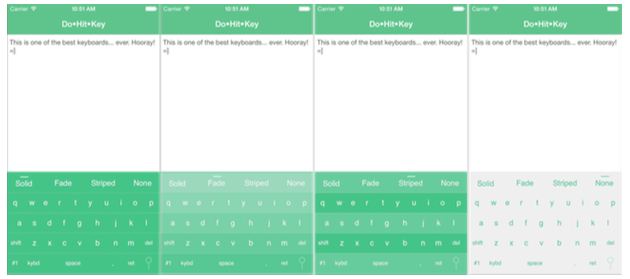 Carrier 10:51 AM
Do•Hit•Key
This is one of the best keyboards... ever. Hooray!
=]
Solid Fade Striped None
q w e r t y u i o p
a s d f g h j k l
shift z x c v b n m del
#1 kybd space . ret
Carrier 10:51 AM
Do•Hit•Key
This is one of the best keyboards... ever. Hooray!
=]
Solid Fade Striped None
q w e r t y u i o p
a s d f g h j k l
shift z x c v b n m del
#1 kybd space . ret
Carrier 10:51 AM
Do•Hit•Key
This is one of the best keyboards... ever. Hooray!
=]
Solid Fade Striped None
q w e r t y u i o p
a s d f g h j k l
shift z x c v b n m del
#1 kybd space . ret
Carrier 10:51 AM
Do•Hit•Key
This is one of the best keyboards... ever. Hooray!
=]
Solid Fade Striped None
q w e r t y u i o p
a s d f g h j k l
shift z x c v b n m del
#1 kybd space . ret